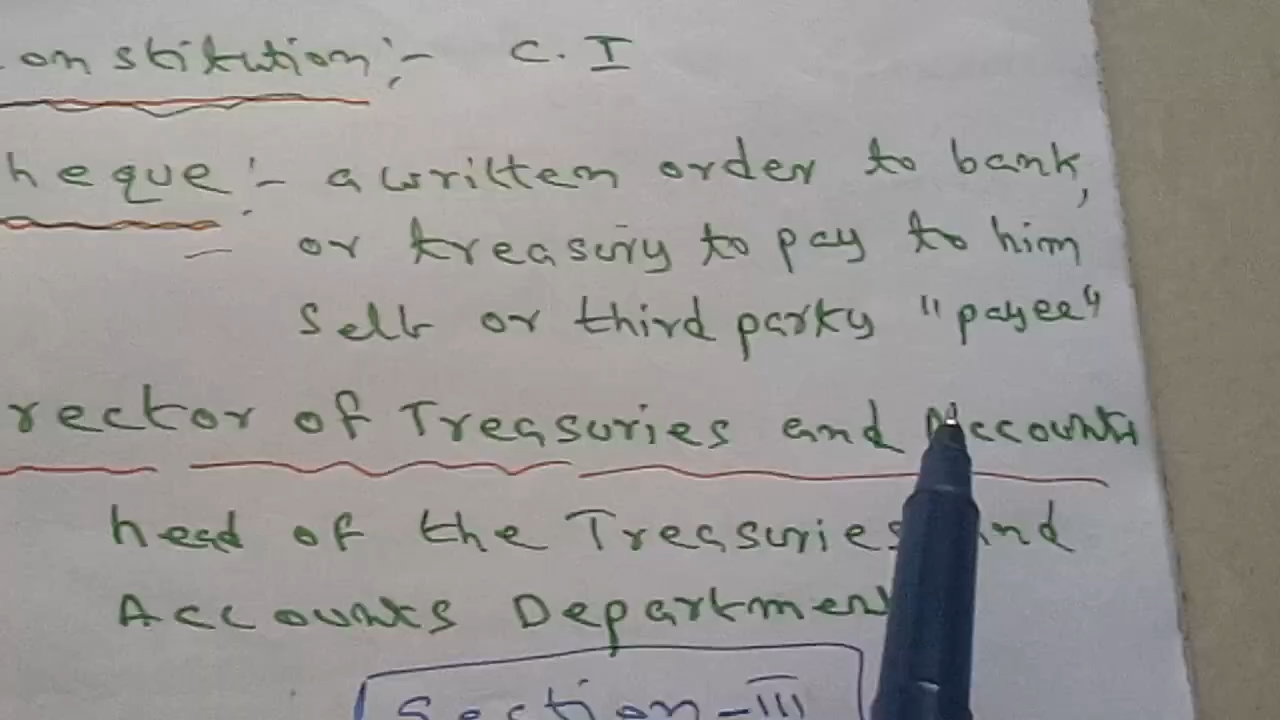 onstitution :- C.I
heque :- a written order to bank,
or treasury to pay to him
self or third party "payee"
rector of Treasuries and Accounts
head of the Treasuries and
Accounts Department
Section-III